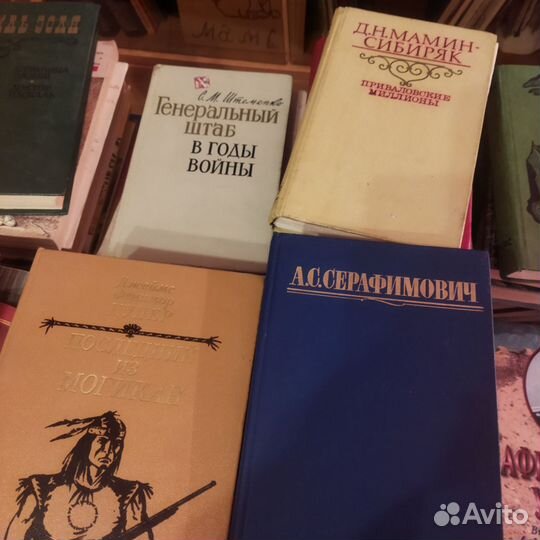 С.М. Штеменко
Генеральный
штаб
в годы
войны
Д.Н. МАМИН-
СИБИРЯК
ПРИВАЛОВСКИЕ
МИЛЛИОНЫ
Джеймс
Фенимор
КУПЕР
ПОСЛЕДНИЙ
ИЗ
МОГИКАН
А.С. СЕРАФИМОВИЧ
Avito